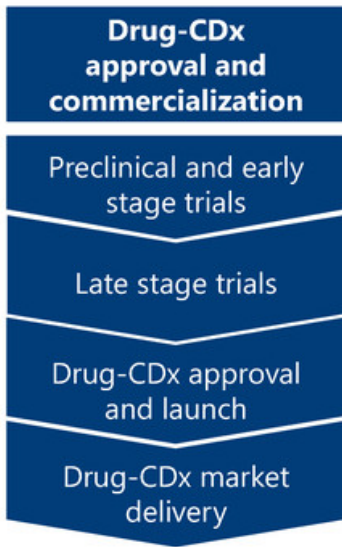 Drug-CDx
approval and
commercialization
Preclinical and early
stage trials
Late stage trials
Drug-CDx approval
and launch
Drug-CDx market
delivery